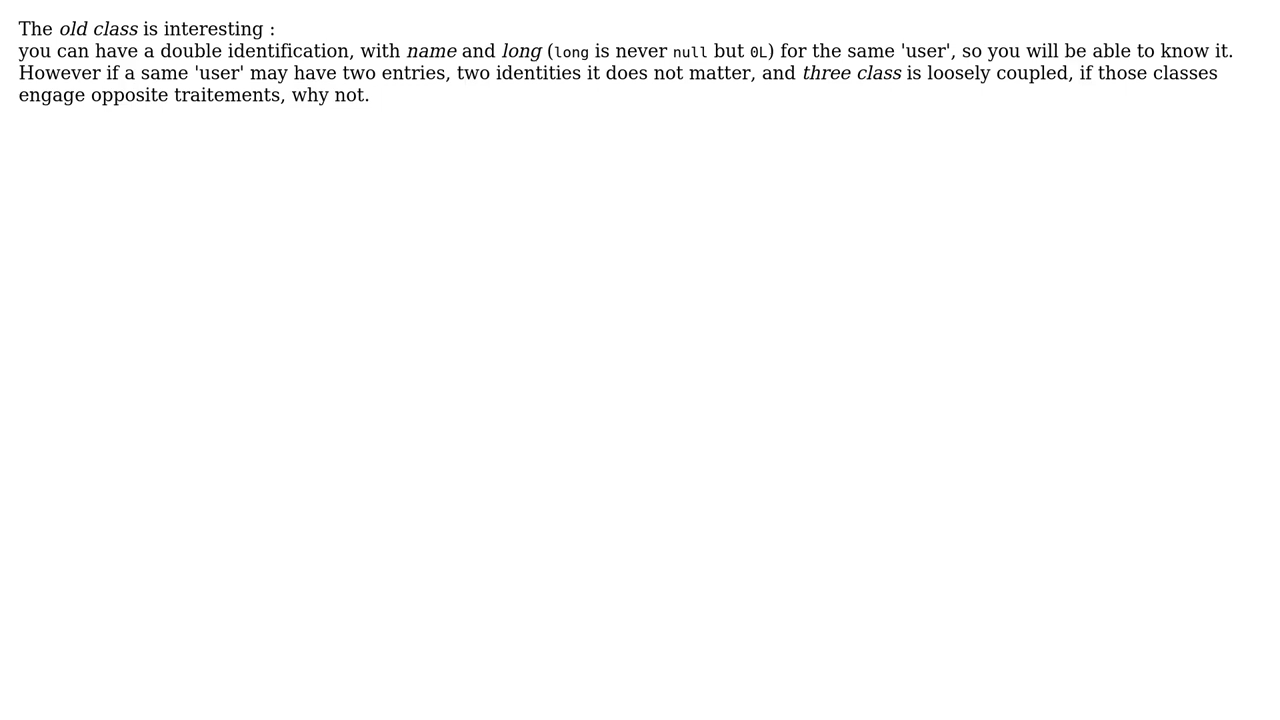 The old class is interesting :
you can have a double identification, with name and long (long is never null but 0L) for the same 'user', so you will be able to know it.
However if a same 'user' may have two entries, two identities it does not matter, and three class is loosely coupled, if those classes
engage opposite traitements, why not.